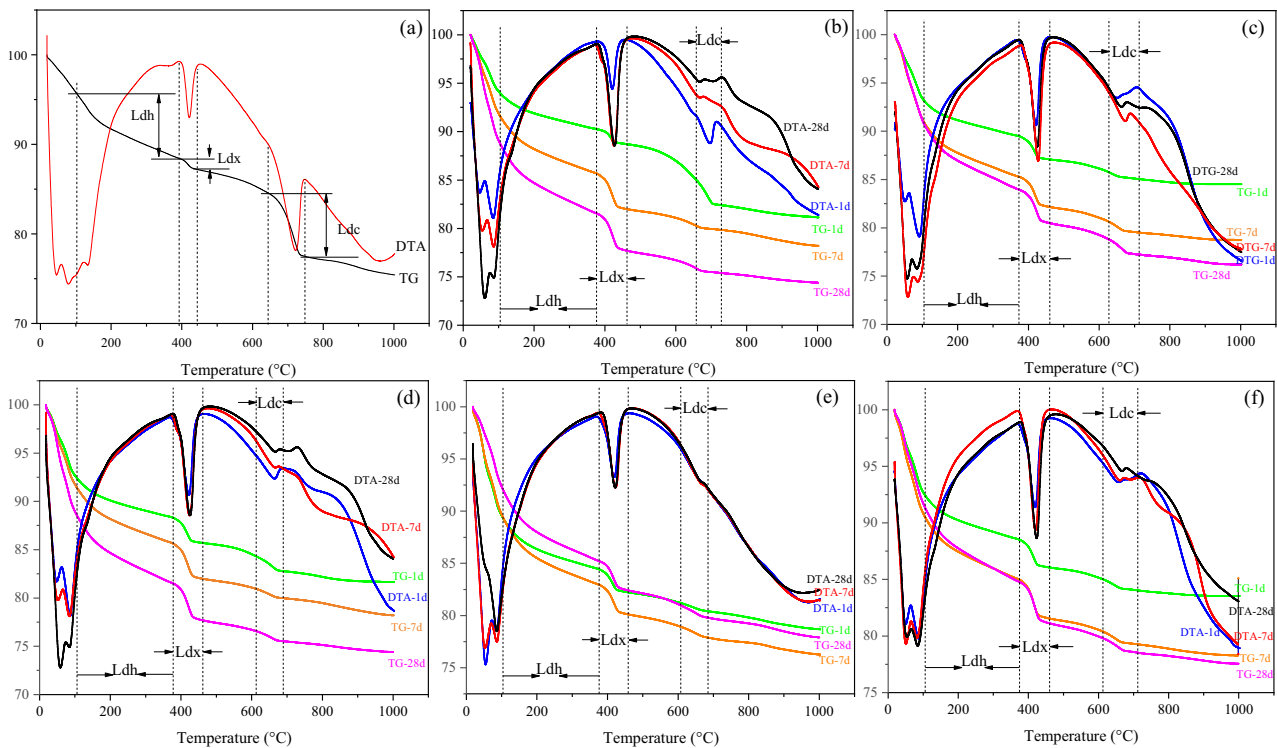 (a)
100
90
80
70
Ldh
Ldx
Ldc
DTA
TG
0 200 400 600 800 1000
Temperature (°C)
(b)
100
95
90
85
80
75
70
Ldc
DTA-28d
DTA-7d
DTA-1d
TG-1d
TG-7d
TG-28d
Ldx
Ldh
0 200 400 600 800 1000
Temperature (°C)
(c)
100
95
90
85
80
75
70
Ldc
DTG-28d
TG-1d
TG-7d
DTG-7d
DTG-1d
TG-28d
Ldx
Ldh
0 200 400 600 800 1000
Temperature (°C)
(d)
100
95
90
85
80
75
70
Ldc
DTA-28d
DTA-7d
TG-1d
DTA-1d
TG-7d
TG-28d
Ldx
Ldh
0 200 400 600 800 1000
Temperature (°C)
(e)
100
95
90
85
80
75
Ldc
DTA-28d
DTA-7d
DTA-1d
TG-1d
TG-28d
TG-7d
Ldx
Ldh
0 200 400 600 800 1000
Temperature (°C)
(f)
100
95
90
85
80
75
Ldc
TG-1d
DTA-28d
DTA-1d
DTA-7d
TG-7d
TG-28d
Ldx
Ldh
0 200 400 600 800 1000
Temperature (°C)